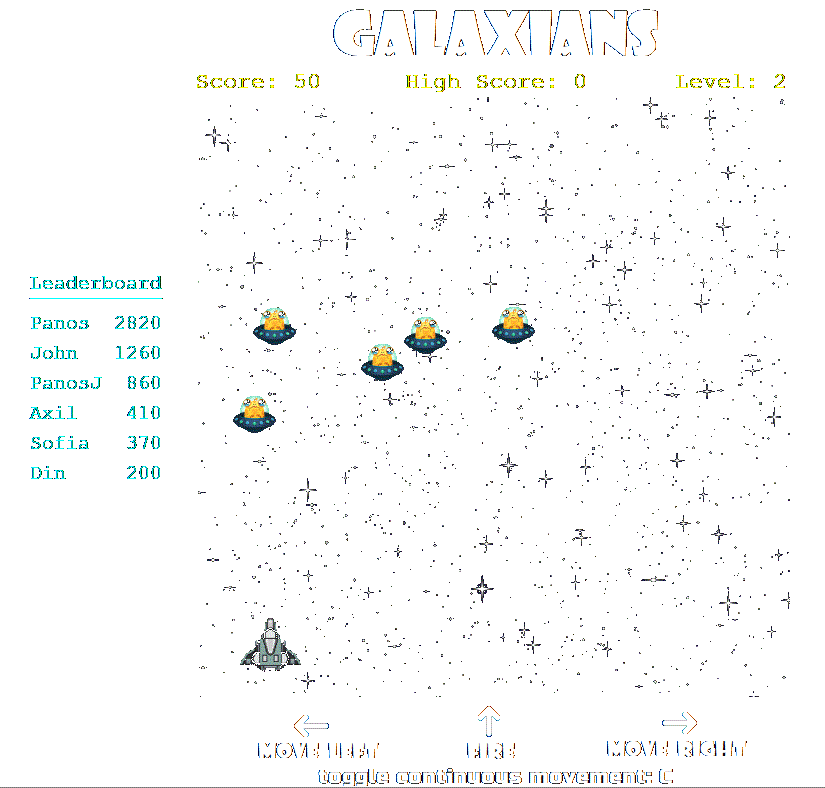 GALAXIANS
Score: 50 High Score: 0 Level: 2
Leaderboard
Panos 2820
John 1260
PanosJ 860
Axil 410
Sofia 370
Din 200
MOVE LEFT FIRE MOVE RIGHT
toggle continuous movement: C